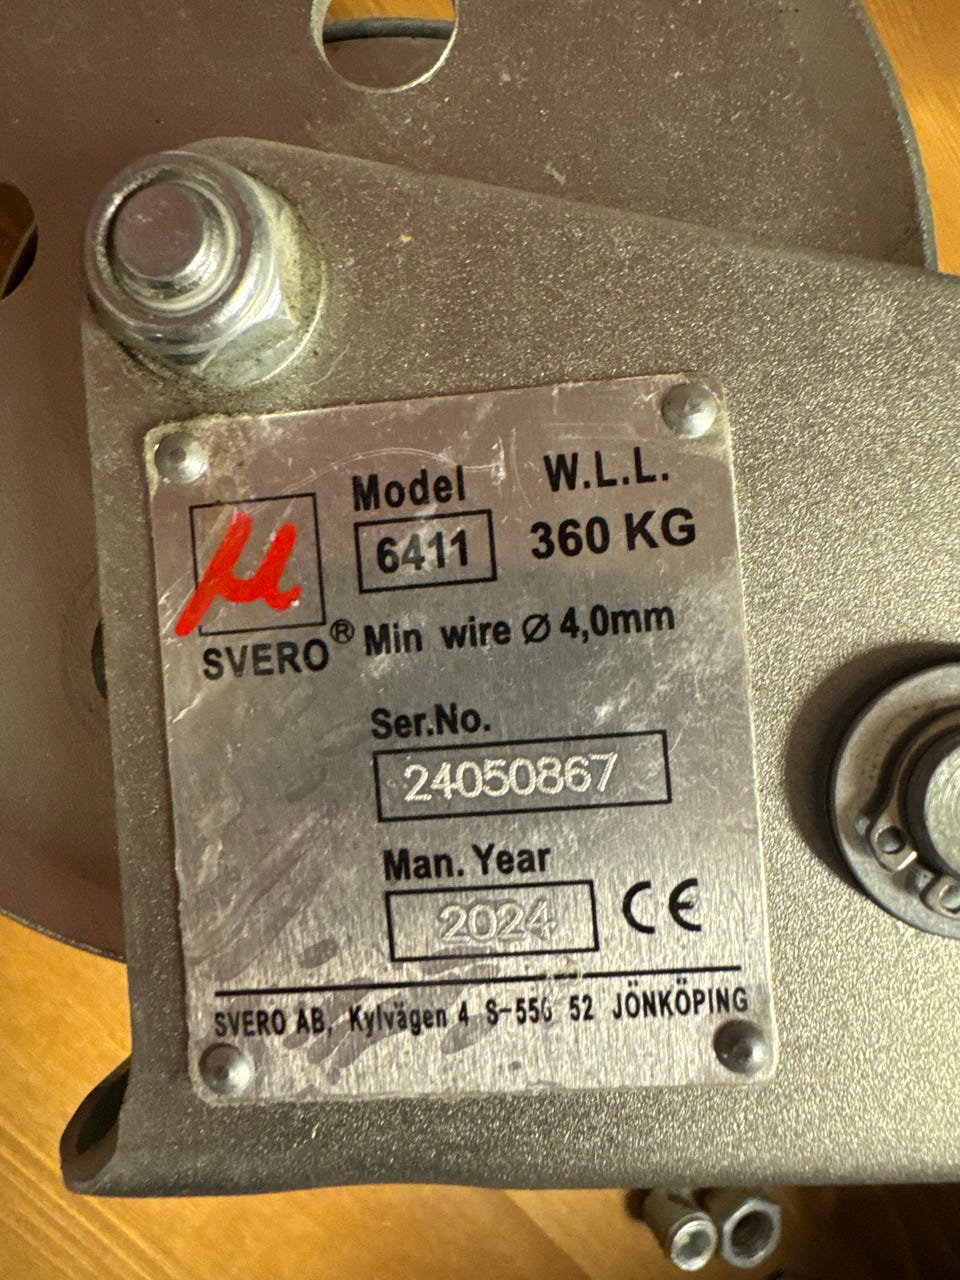 Model W.L.L.
6411 360 KG
µ
SVERO® Min wire Ø 4,0mm
Ser.No.
24050867
Man. Year
2024 CE
SVERO AB, Kylvägen 4 S-556 52 JÖNKÖPING